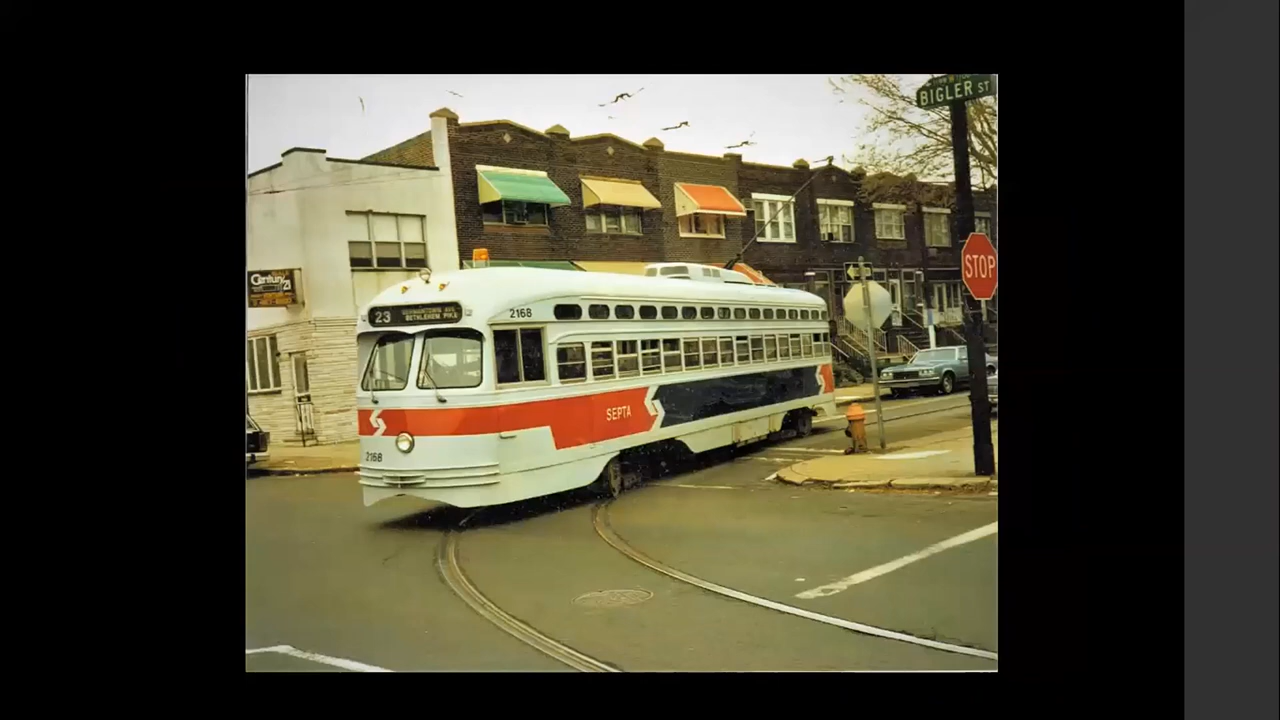 BIGLER ST
Century 21
STOP
23
GERMANTOWN AVE
BETHLEHEM PIKE
2168
SEPTA
2168